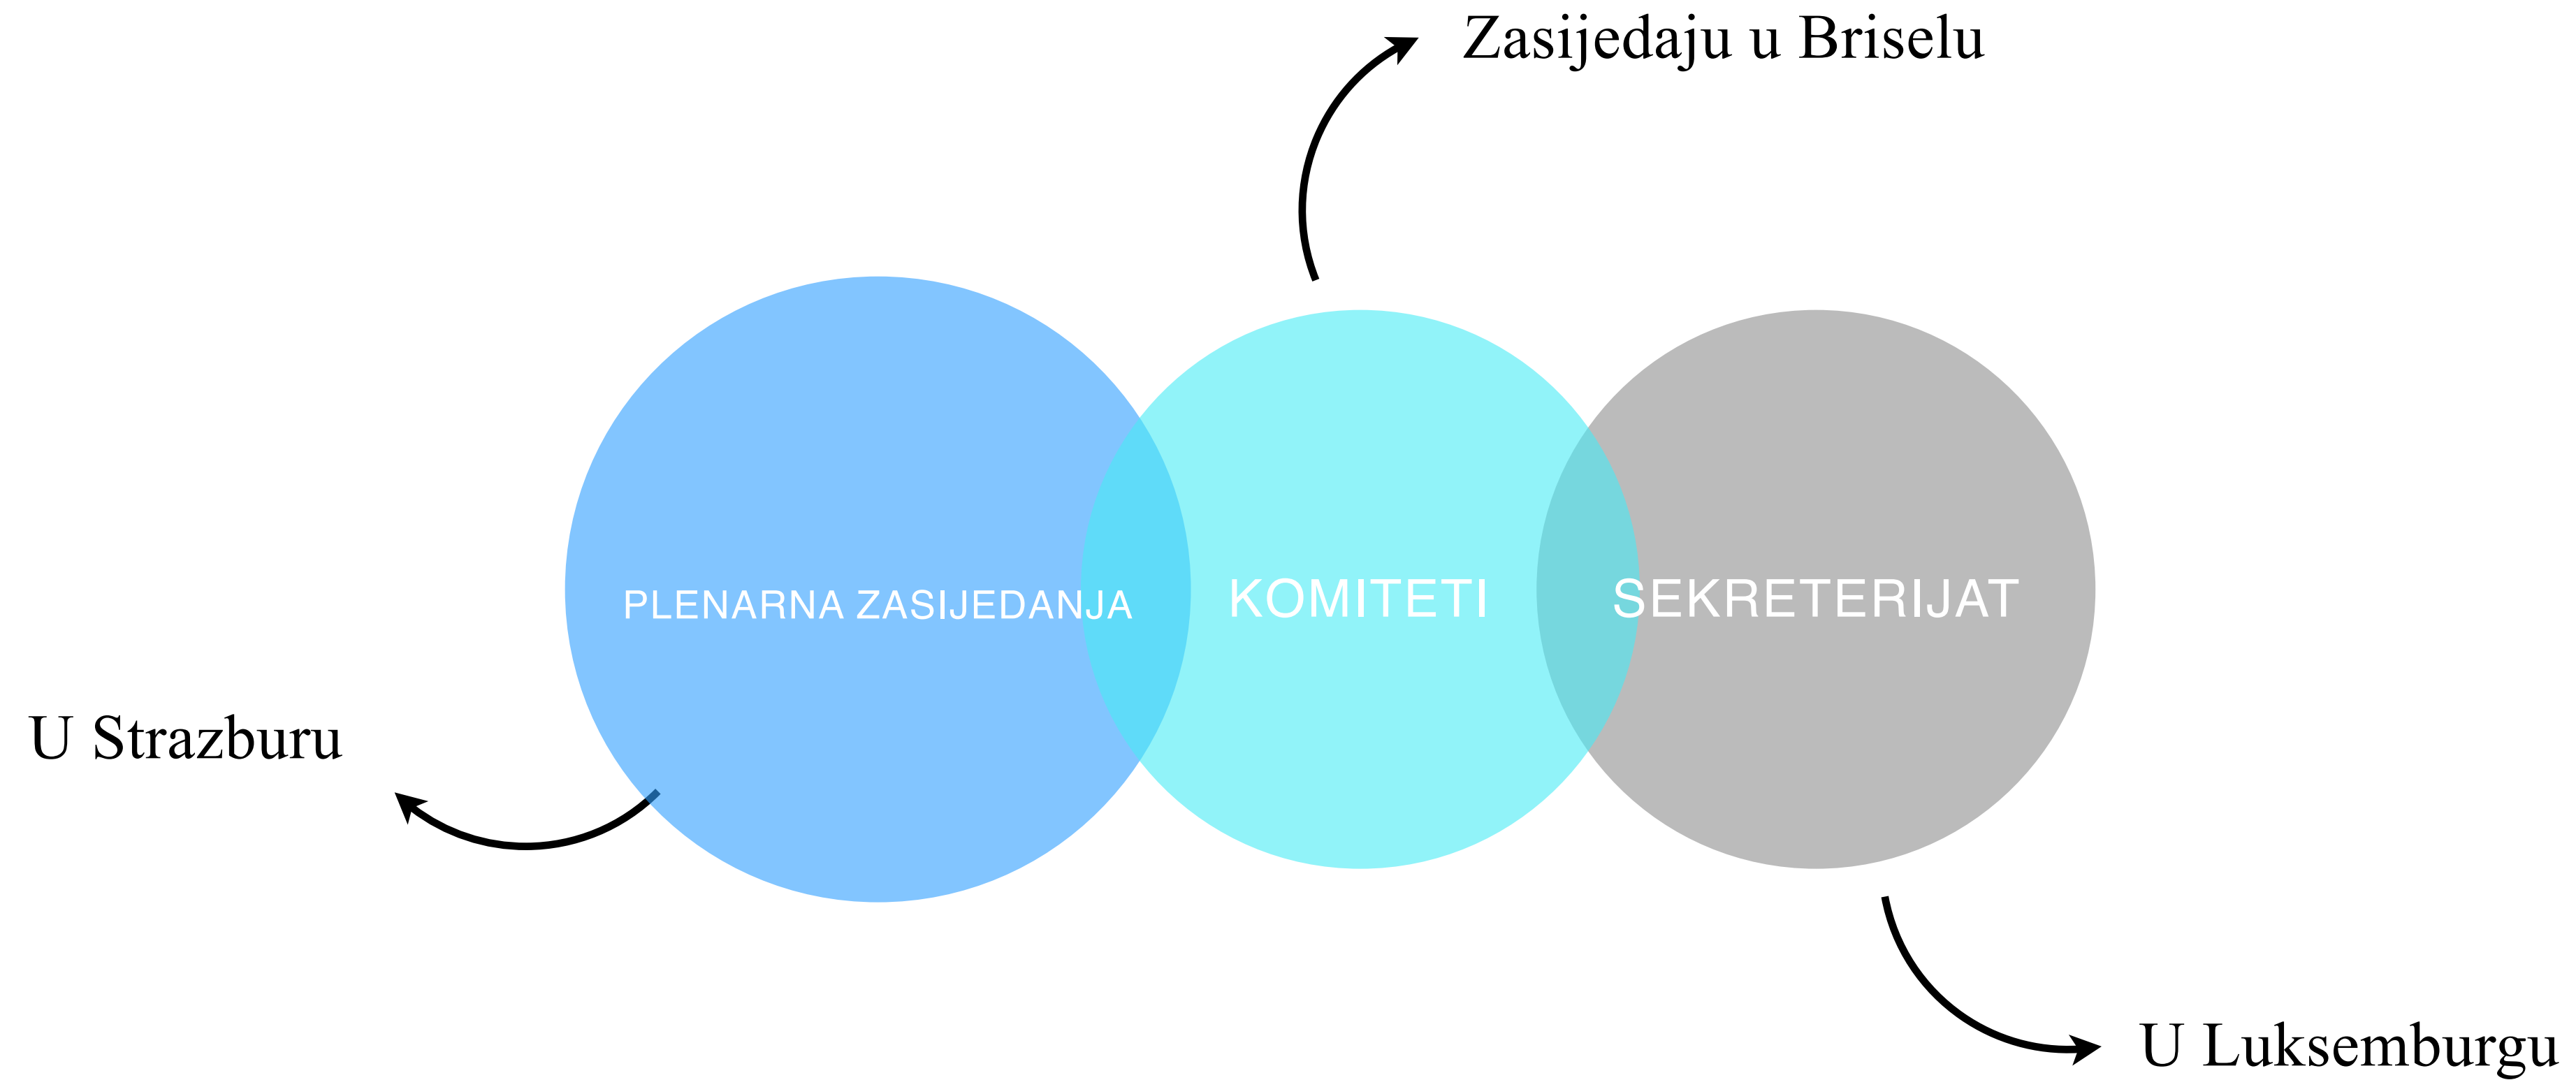 Zasijedaju u Briselu
PLENARNA ZASIJEDANJA
KOMITETI
SEKRETERIJAT
U Strazburu
U Luksemburgu